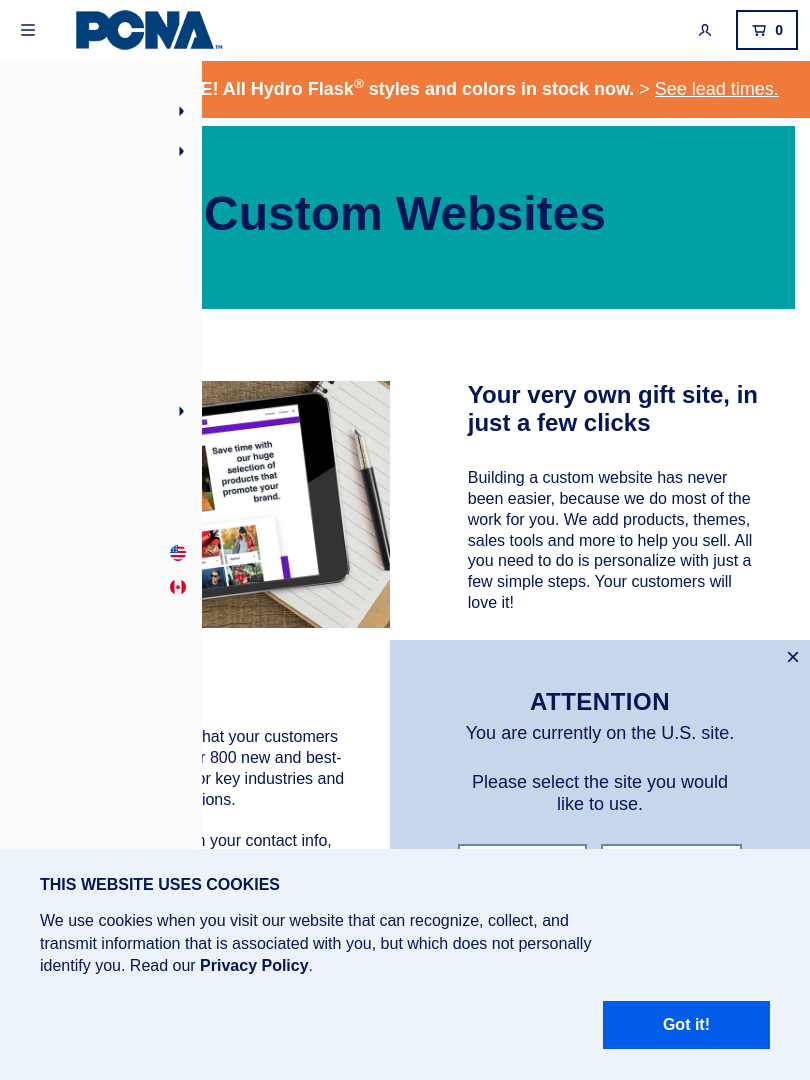 PCNA™
0
E! All Hydro Flask® styles and colors in stock now. > See lead times.
Custom Websites
Save time with
our huge
selection of
products that
promote your
brand.
Your very own gift site, in
just a few clicks
Building a custom website has never
been easier, because we do most of the
work for you. We add products, themes,
sales tools and more to help you sell. All
you need to do is personalize with just a
few simple steps. Your customers will
love it!
hat your customers
r 800 new and best-
or key industries and
ions.
n your contact info,
×
ATTENTION
You are currently on the U.S. site.
Please select the site you would
like to use.
THIS WEBSITE USES COOKIES
We use cookies when you visit our website that can recognize, collect, and
transmit information that is associated with you, but which does not personally
identify you. Read our Privacy Policy.
Got it!